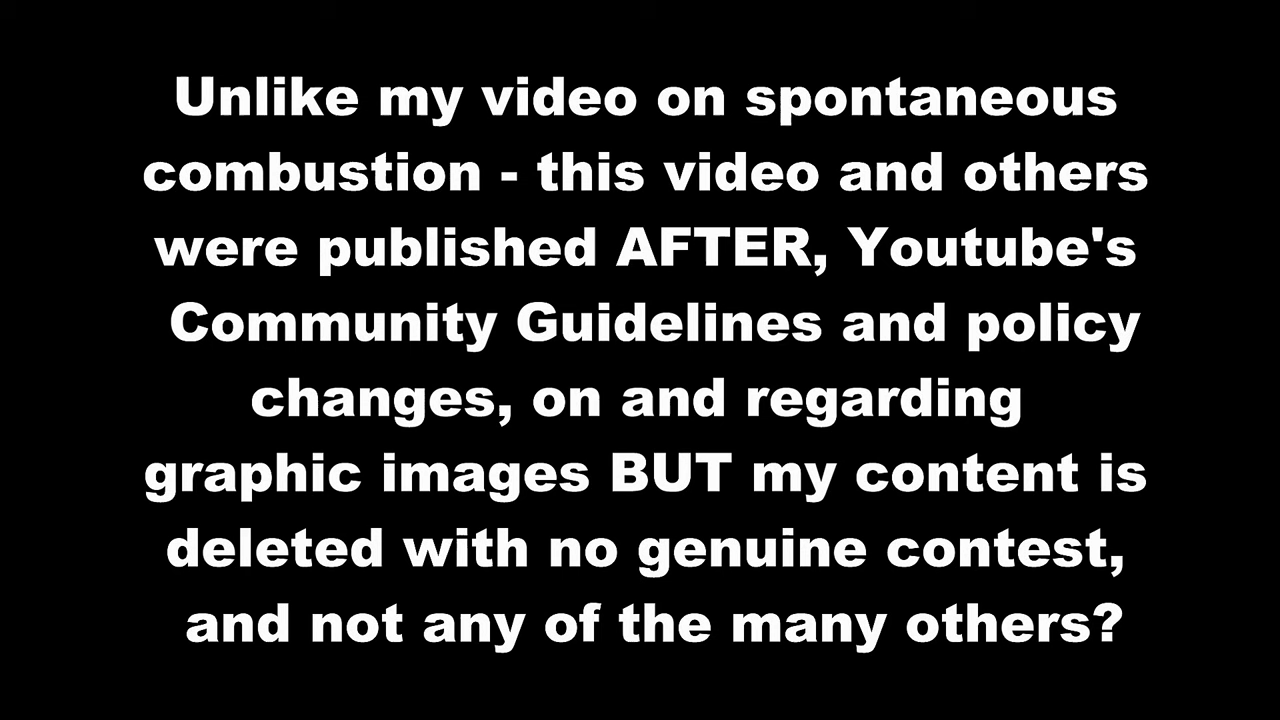 Unlike my video on spontaneous
combustion - this video and others
were published AFTER, Youtube's
Community Guidelines and policy
changes, on and regarding
graphic images BUT my content is
deleted with no genuine contest,
and not any of the many others?